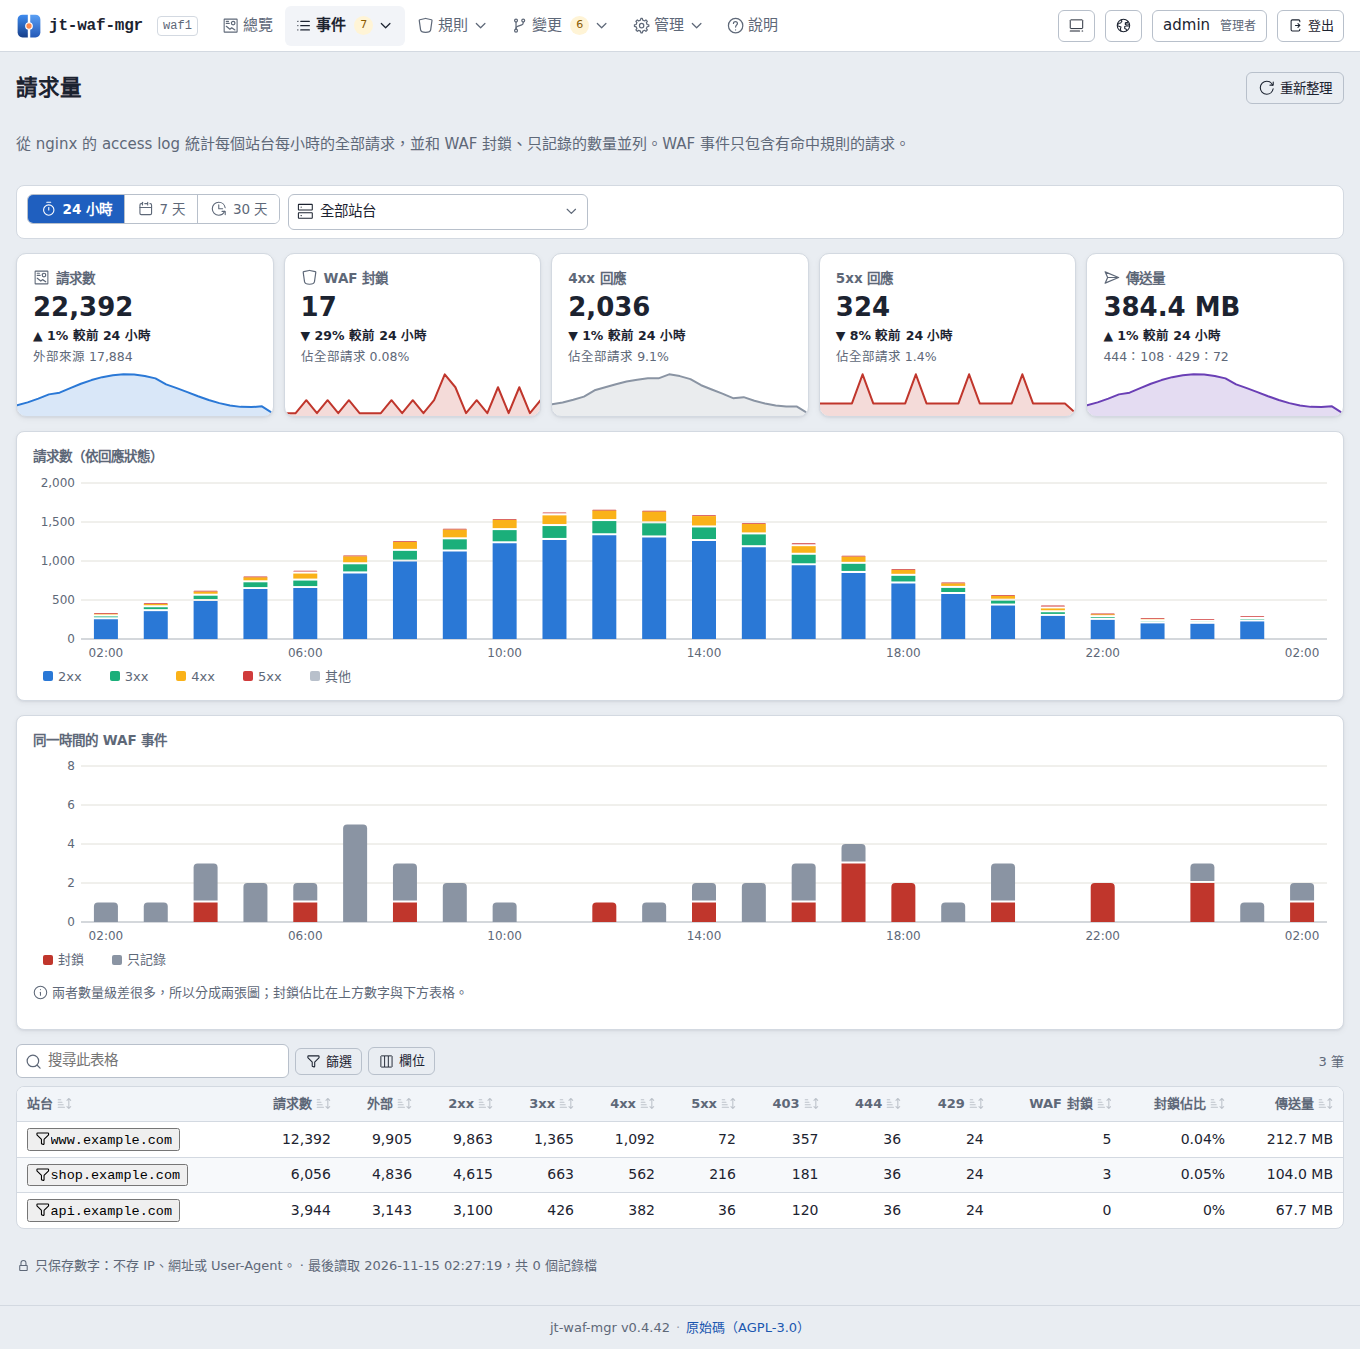 jt-waf-mgr waf1 總覽 事件 7 規則 變更 6 管理 說明 admin 管理者 登出
請求量 重新整理
從 nginx 的 access log 統計每個站台每小時的全部請求，並和 WAF 封鎖、只記錄的數量並列。WAF 事件只包含有命中規則的請求。
24 小時 7 天 30 天 全部站台
請求數 WAF 封鎖 4xx 回應 5xx 回應 傳送量
22,392 17 2,036 324 384.4 MB
▲ 1% 較前 24 小時 ▼ 29% 較前 24 小時 ▼ 1% 較前 24 小時 ▼ 8% 較前 24 小時 ▲ 1% 較前 24 小時
外部來源 17,884 佔全部請求 0.08% 佔全部請求 9.1% 佔全部請求 1.4% 444：108 · 429：72
請求數（依回應狀態）
2,000
1,500
1,000
500
0
02:00 06:00 10:00 14:00 18:00 22:00 02:00
2xx 3xx 4xx 5xx 其他
同一時間的 WAF 事件
8
6
4
2
0
02:00 06:00 10:00 14:00 18:00 22:00 02:00
封鎖 只記錄
兩者數量級差很多，所以分成兩張圖；封鎖佔比在上方數字與下方表格。
搜尋此表格 篩選 欄位 3 筆
站台 請求數 外部 2xx 3xx 4xx 5xx 403 444 429 WAF 封鎖 封鎖佔比 傳送量
www.example.com 12,392 9,905 9,863 1,365 1,092 72 357 36 24 5 0.04% 212.7 MB
shop.example.com 6,056 4,836 4,615 663 562 216 181 36 24 3 0.05% 104.0 MB
api.example.com 3,944 3,143 3,100 426 382 36 120 36 24 0 0% 67.7 MB
只保存數字：不存 IP、網址或 User-Agent。 · 最後讀取 2026-11-15 02:27:19，共 0 個記錄檔
jt-waf-mgr v0.4.42 · 原始碼（AGPL-3.0）